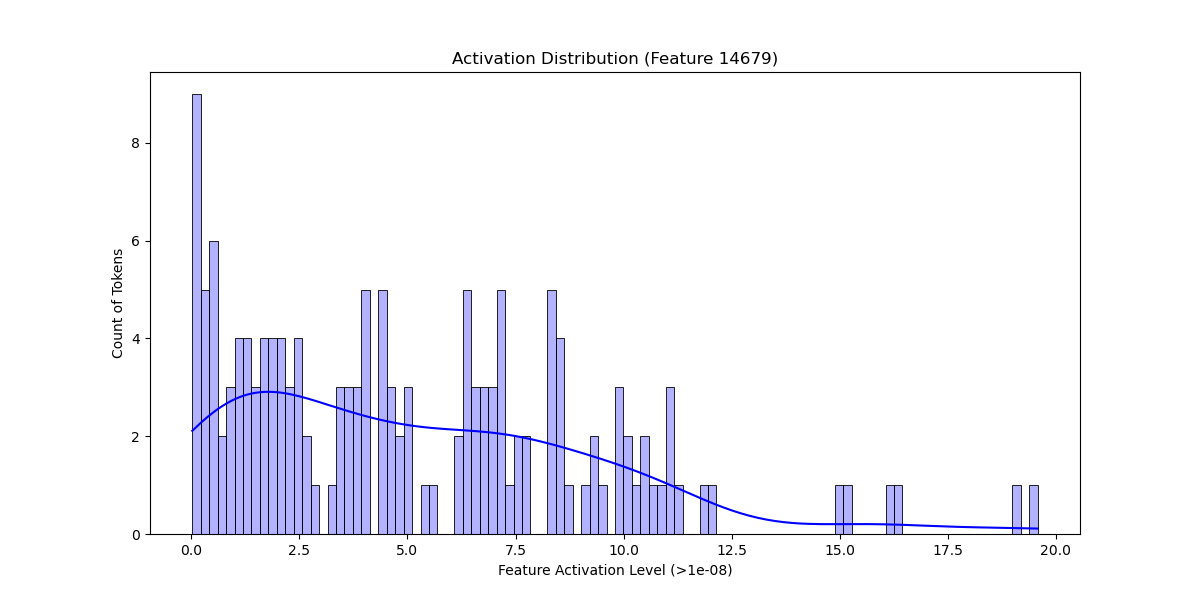 Activation Distribution (Feature 14679)
Count of Tokens
8
6
4
2
0
0.0 2.5 5.0 7.5 10.0 12.5 15.0 17.5 20.0
Feature Activation Level (>1e-08)